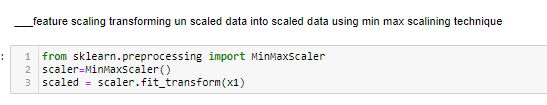 ___feature scaling transforming un scaled data into scaled data using min max scalining technique
:
1 from sklearn.preprocessing import MinMaxScaler
2 scaler=MinMaxScaler()
3 scaled = scaler.fit_transform(x1)